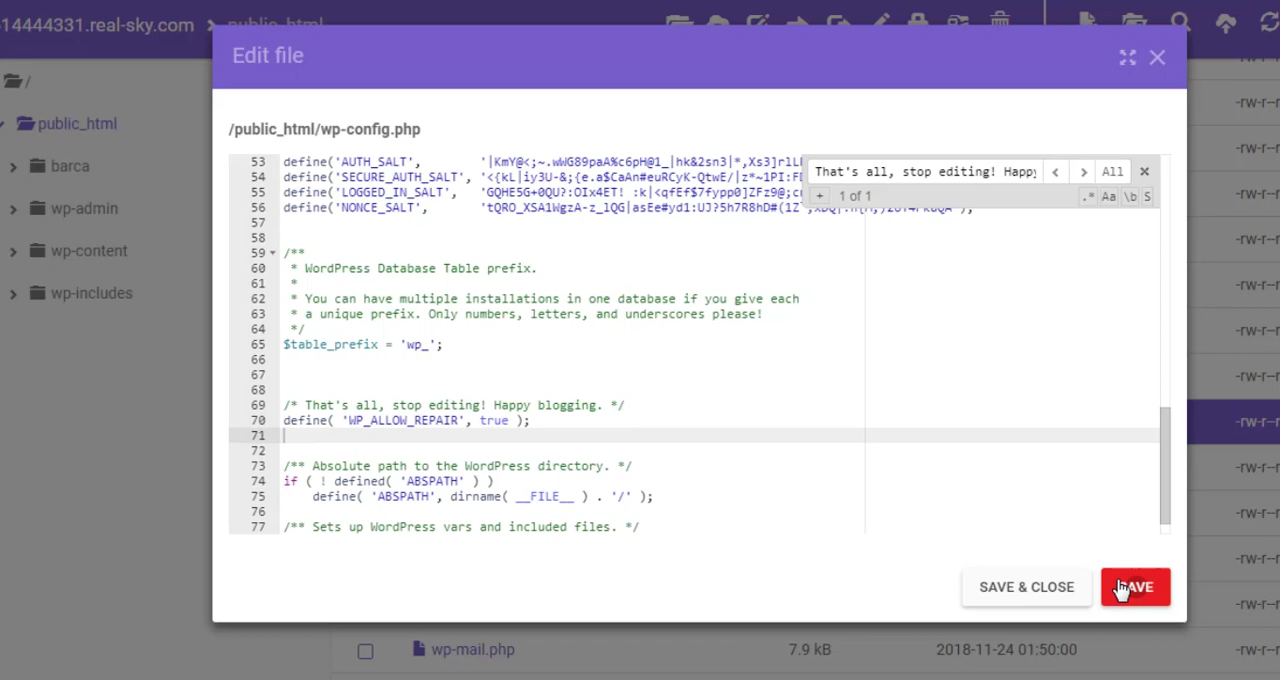 14444331.real-sky.com > public_html
Edit file
/
public_html
barca
wp-admin
wp-content
wp-includes
/public_html/wp-config.php
That's all, stop editing! Happy
All
1 of 1
.* Aa \b S
53 define('AUTH_SALT',
54 define('SECURE_AUTH_SALT',
55 define('LOGGED_IN_SALT',
56 define('NONCE_SALT',
57
58
59 /**
60 * WordPress Database Table prefix.
61 *
62 * You can have multiple installations in one database if you give each
63 * a unique prefix. Only numbers, letters, and underscores please!
64 */
65 $table_prefix = 'wp_';
66
67
68
69 /* That's all, stop editing! Happy blogging. */
70 define( 'WP_ALLOW_REPAIR', true );
71
72
73 /** Absolute path to the WordPress directory. */
74 if ( ! defined( 'ABSPATH' ) )
75 define( 'ABSPATH', dirname( __FILE__ ) . '/' );
76
77 /** Sets up WordPress vars and included files. */
SAVE & CLOSE
SAVE
wp-mail.php 7.9 kB 2018-11-24 01:50:00